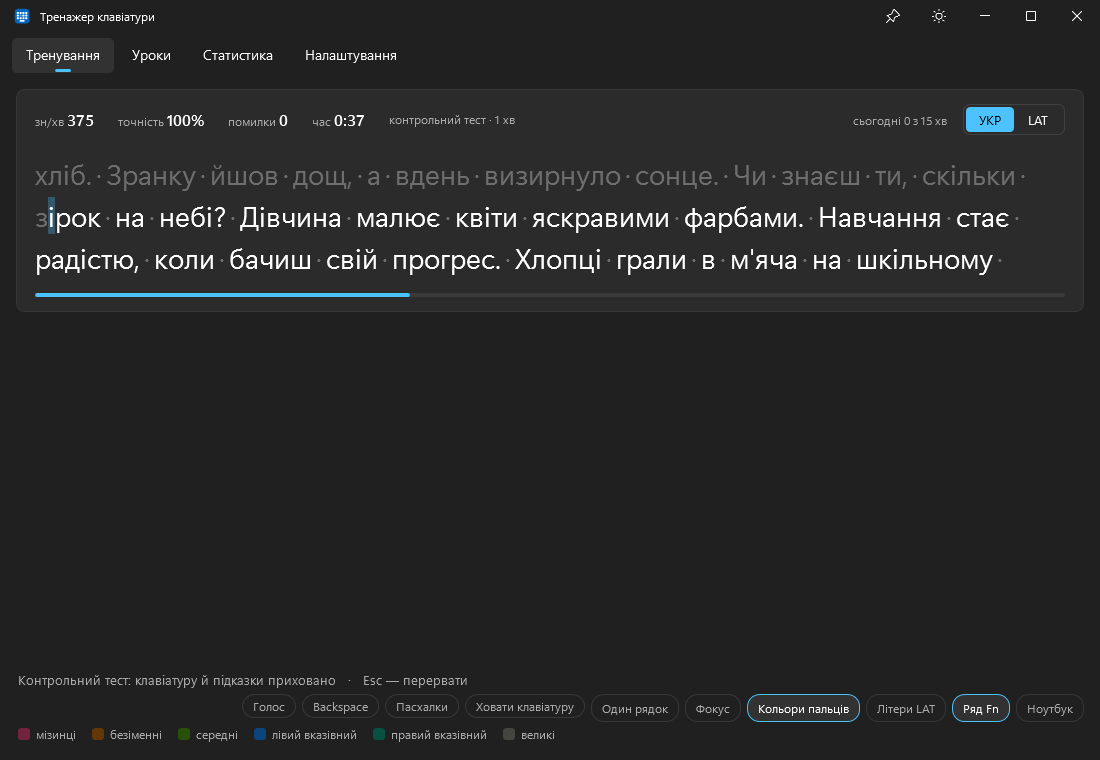 Тренажер клавіатури
Тренування Уроки Статистика Налаштування
зн/хв 375 точність 100% помилки 0 час 0:37 контрольний тест · 1 хв сьогодні 0 з 15 хв УКР LAT
хліб.·Зранку·йшов·дощ,·а·вдень·визирнуло·сонце.·Чи·знаєш·ти,·скільки·
зірок·на·небі?·Дівчина·малює·квіти·яскравими·фарбами.·Навчання·стає·
радістю,·коли·бачиш·свій·прогрес.·Хлопці·грали·в·м'яча·на·шкільному·
Контрольний тест: клавіатуру й підказки приховано · Esc — перервати
Голос Backspace Пасхалки Ховати клавіатуру Один рядок Фокус Кольори пальців Літери LAT Ряд Fn Ноутбук
мізинці безіменні середні лівий вказівний правий вказівний великі